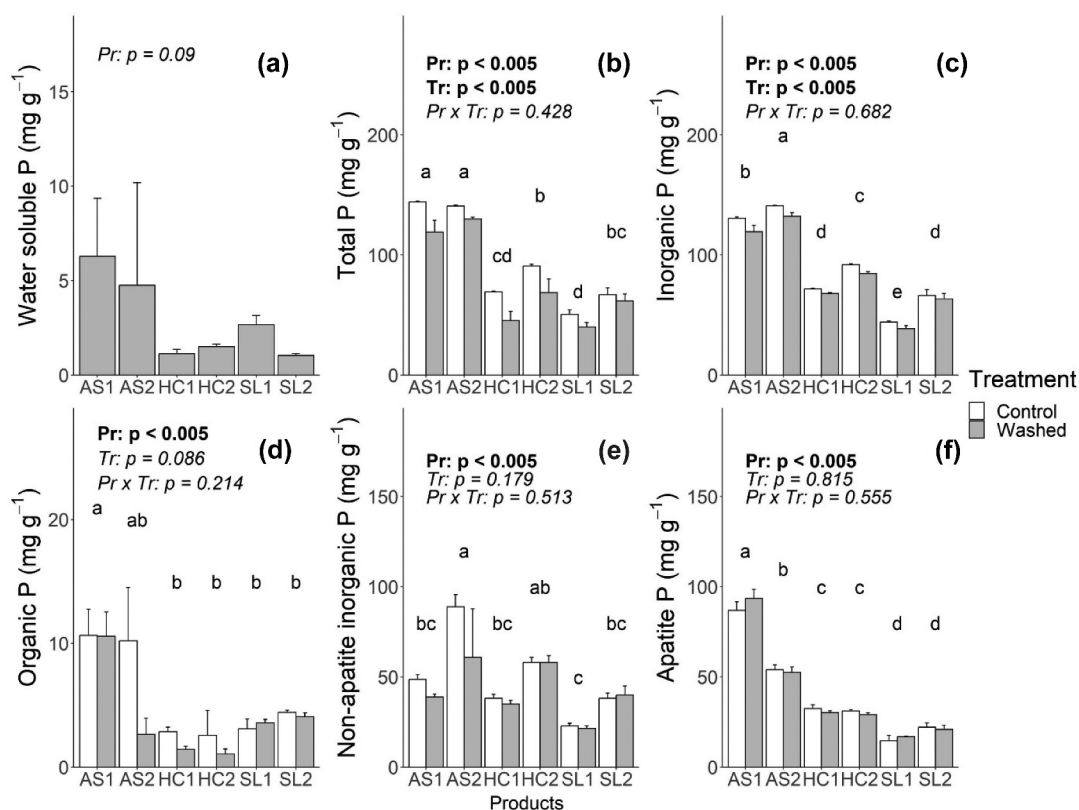 Pr: p = 0.09
(a)
Water soluble P (mg g⁻¹)
15
10
5
0
AS1 AS2 HC1 HC2 SL1 SL2
Pr: p < 0.005
Tr: p < 0.005
Pr x Tr: p = 0.428
(b)
Total P (mg g⁻¹)
200
100
0
a a cd b d bc
AS1 AS2 HC1 HC2 SL1 SL2
Pr: p < 0.005
Tr: p < 0.005
Pr x Tr: p = 0.682
(c)
Inorganic P (mg g⁻¹)
200
100
0
b a d c e d
AS1 AS2 HC1 HC2 SL1 SL2
Treatment
Control
Washed
Pr: p < 0.005
Tr: p = 0.086
Pr x Tr: p = 0.214
(d)
Organic P (mg g⁻¹)
20
10
0
a ab b b b b
AS1 AS2 HC1 HC2 SL1 SL2
Pr: p < 0.005
Tr: p = 0.179
Pr x Tr: p = 0.513
(e)
Non-apatite inorganic P (mg g⁻¹)
150
100
50
0
bc a bc ab c bc
AS1 AS2 HC1 HC2 SL1 SL2
Products
Pr: p < 0.005
Tr: p = 0.815
Pr x Tr: p = 0.555
(f)
Apatite P (mg g⁻¹)
150
100
50
0
a b c c d d
AS1 AS2 HC1 HC2 SL1 SL2